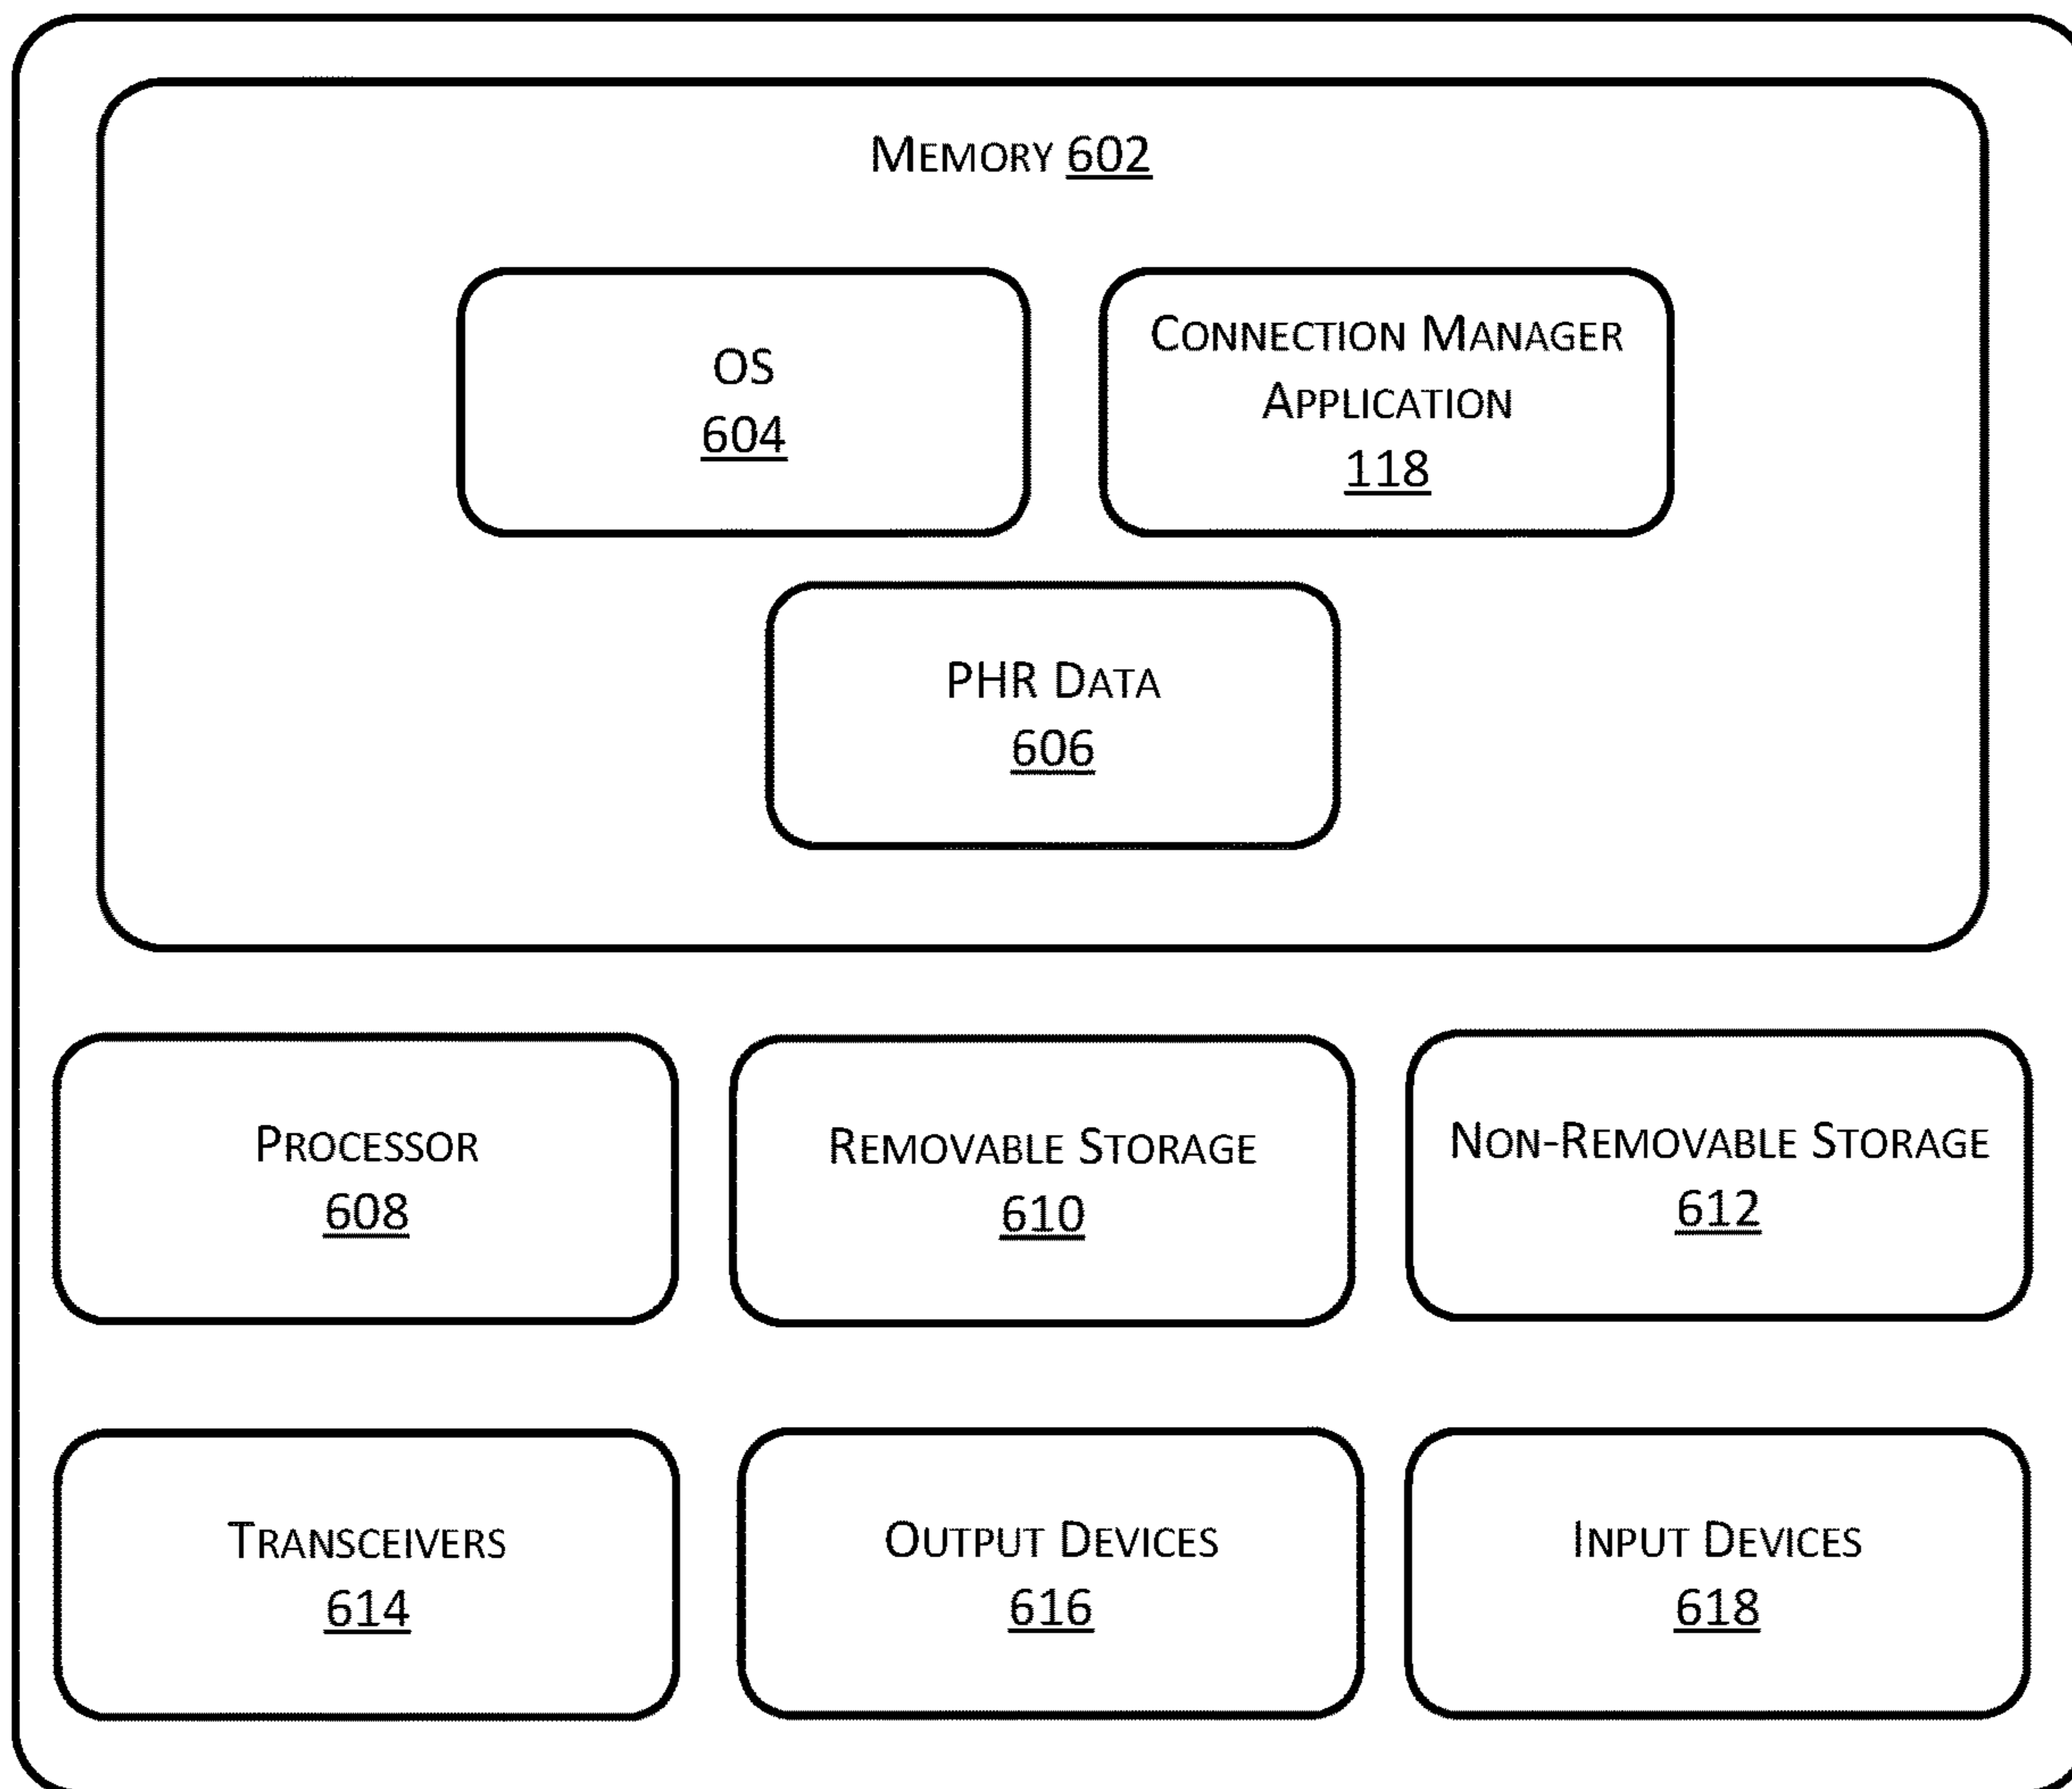 MEMORY 602
OS
604
CONNECTION MANAGER
APPLICATION
118
PHR DATA
606
PROCESSOR
608
REMOVABLE STORAGE
610
NON-REMOVABLE STORAGE
612
TRANSCEIVERS
614
OUTPUT DEVICES
616
INPUT DEVICES
618